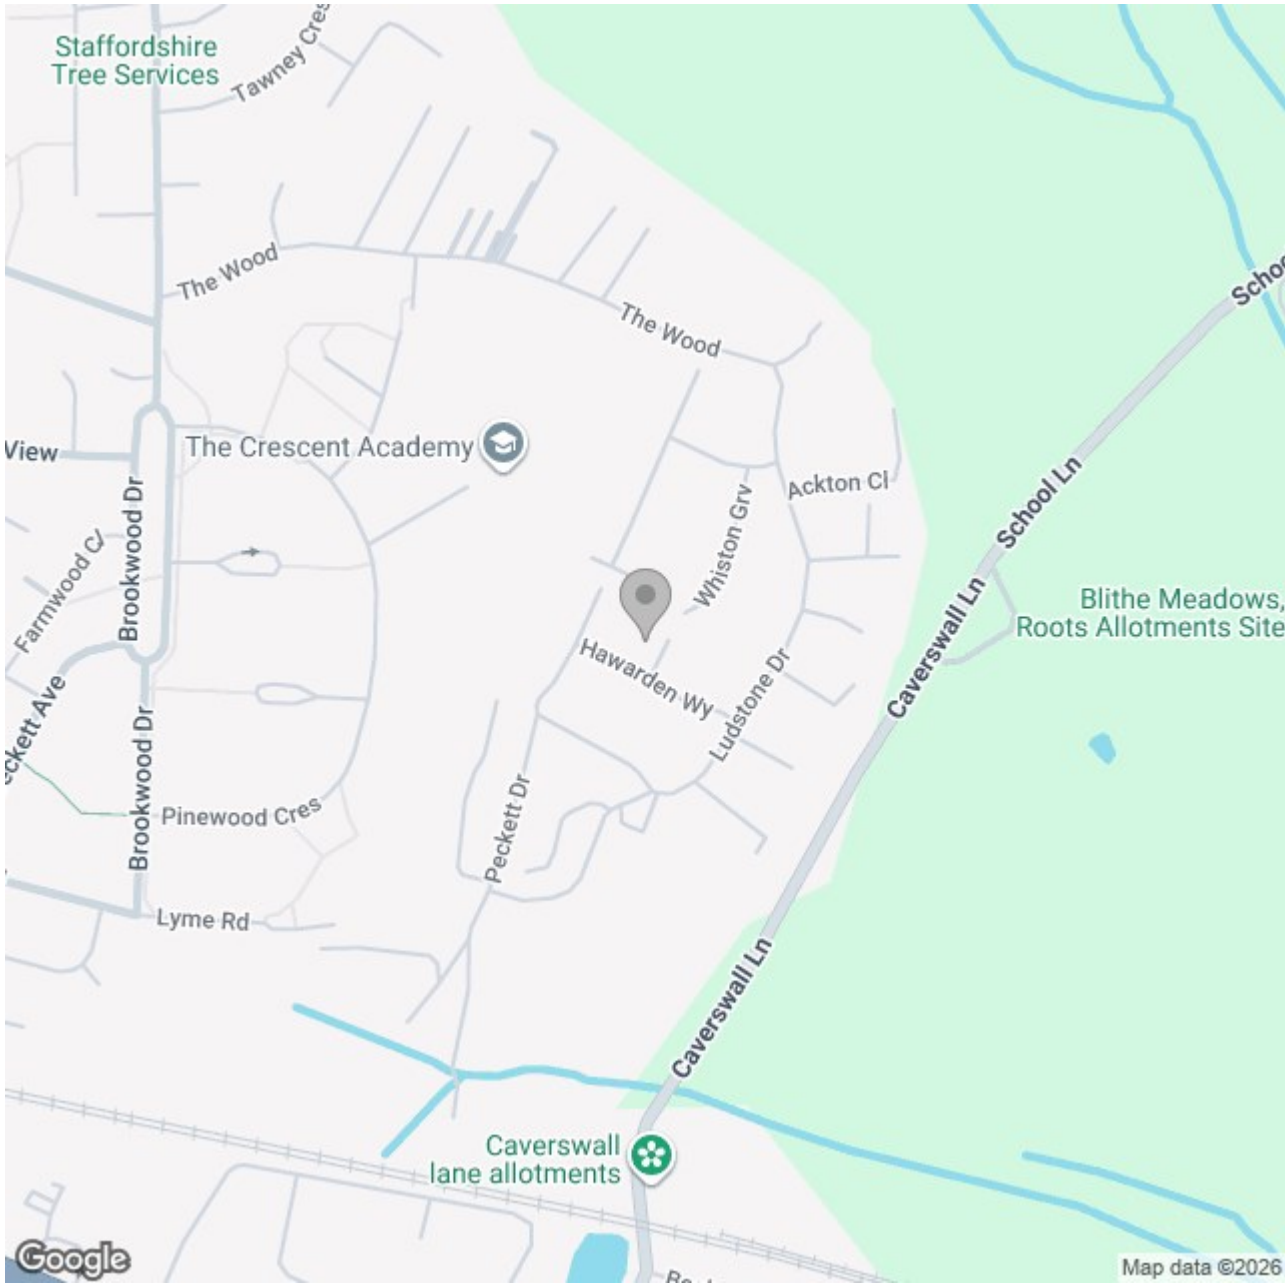 Staffordshire
Tree Services
Tawney Cres
The Wood
School
The Wood
View
The Crescent Academy
Ackton Cl
School Ln
Brookwood Dr
Whiston Grv
Farmwood Cl
Blithe Meadows,
Roots Allotments Site
Caverswall Ln
Hawarden Wy
Ludstone Dr
Peckett Ave
Brookwood Dr
Pinewood Cres
Peckett Dr
Lyme Rd
Caverswall Ln
Caverswall
lane allotments
Google
Map data ©2026